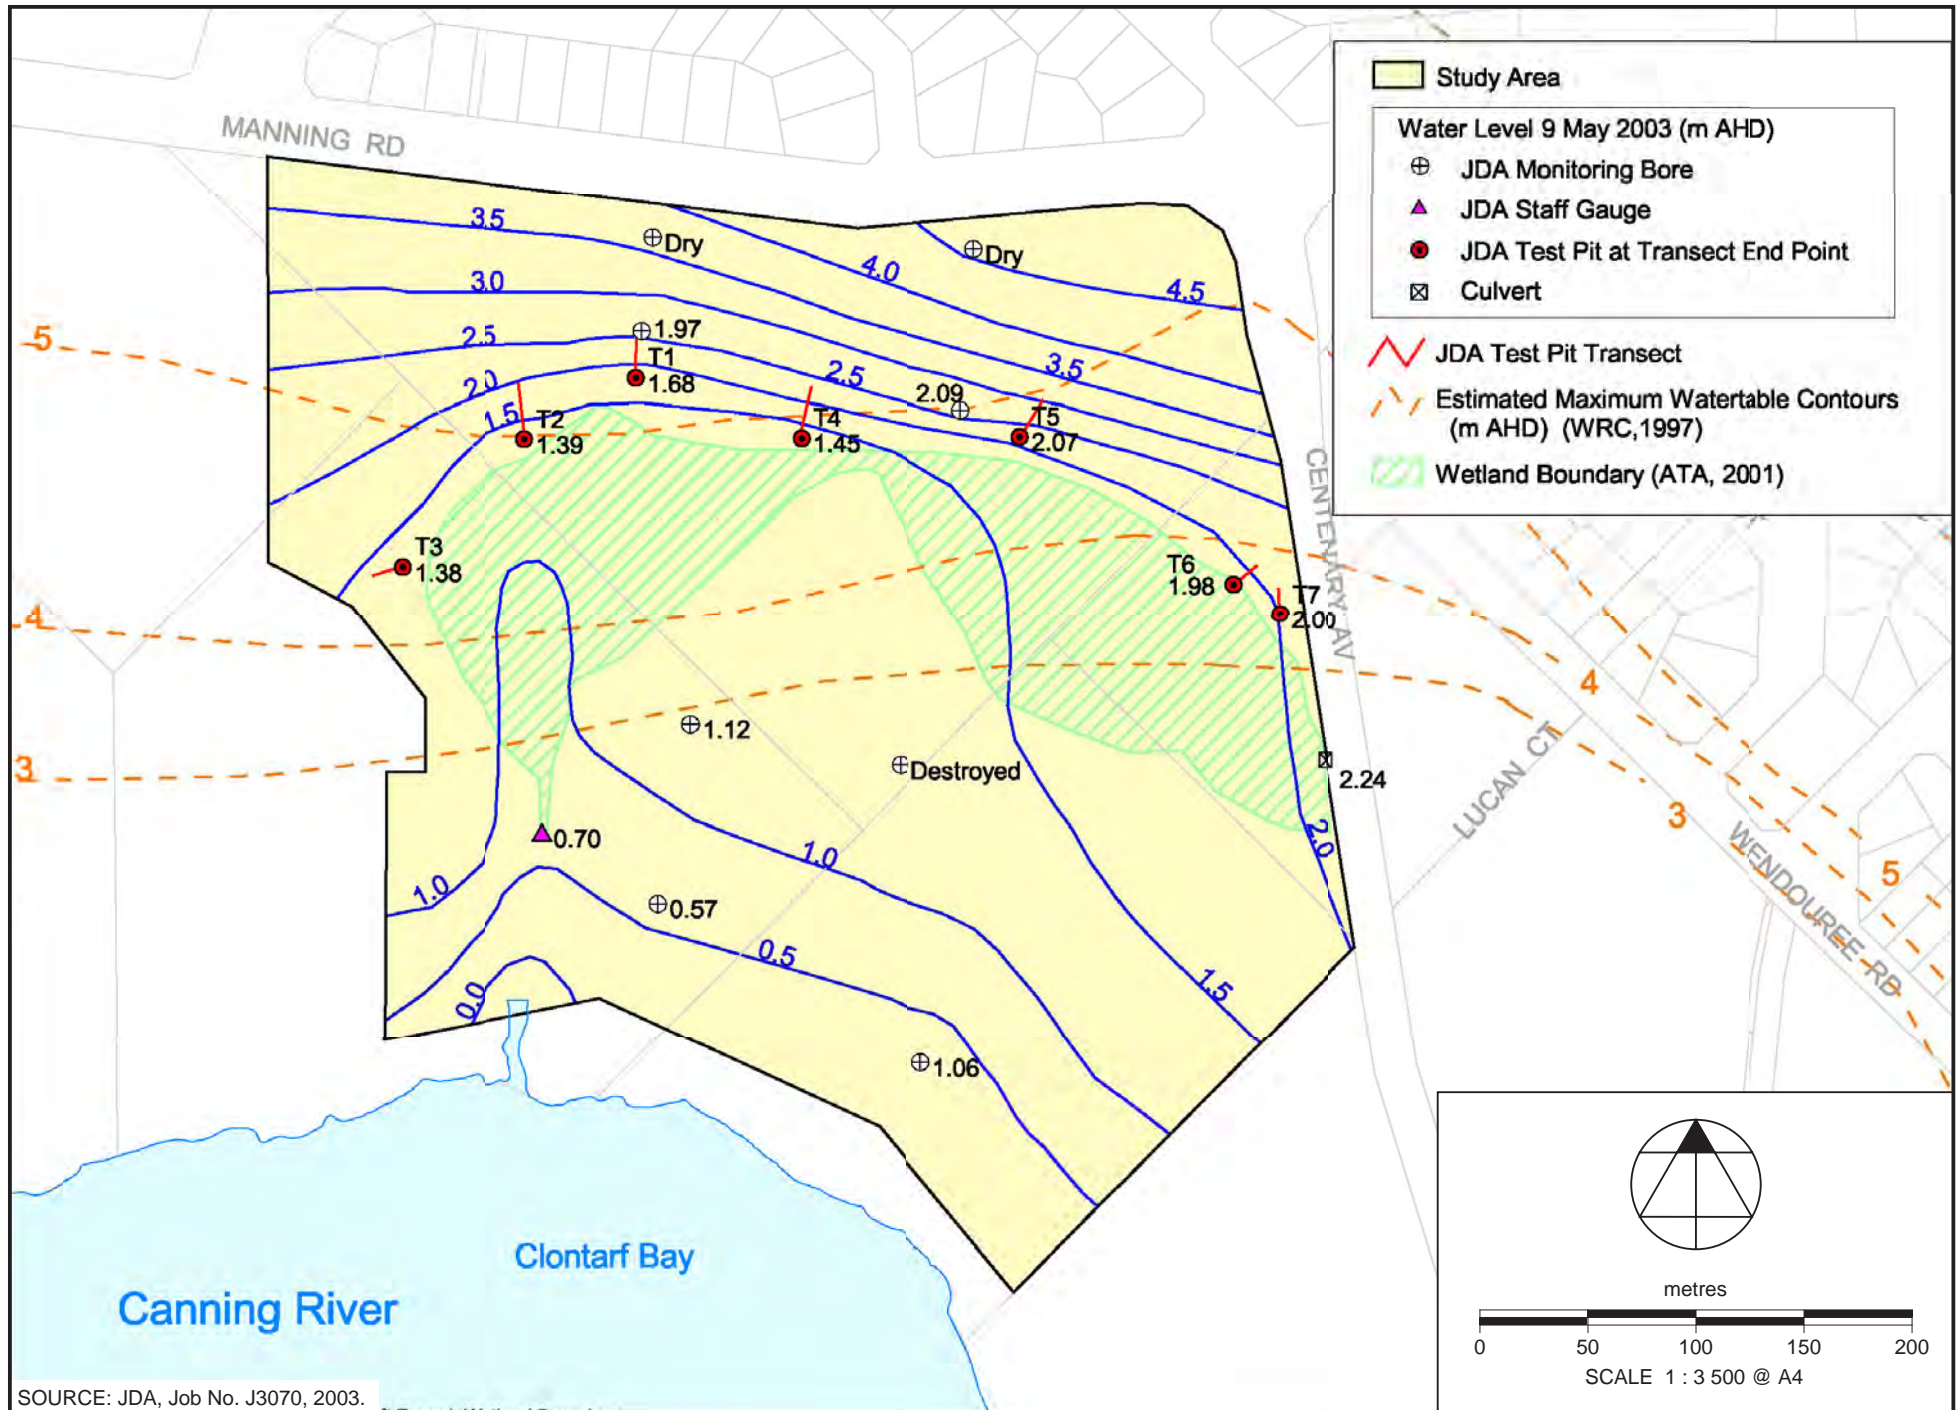 MANNING RD
Study Area
Water Level 9 May 2003 (m AHD)
JDA Monitoring Bore
JDA Staff Gauge
JDA Test Pit at Transect End Point
Culvert
JDA Test Pit Transect
Estimated Maximum Watertable Contours
(m AHD) (WRC,1997)
Wetland Boundary (ATA, 2001)
3.5
Dry
Dry
4.0
4.5
3.0
5
2.5
1.97
T1
1.68
2.0
2.5
3.5
1.5
T2
1.39
T4
1.45
2.09
T5
2.07
CENTENARY AV
T3
1.38
T6
1.98
T7
2.00
4
4
3
1.12
Destroyed
2.24
LUCAN CT
3
WENDOUREE RD
5
0.70
1.0
2.0
1.0
0.57
0.5
0.0
1.5
1.06
Clontarf Bay
Canning River
metres
0 50 100 150 200
SCALE 1 : 3 500 @ A4
SOURCE: JDA, Job No. J3070, 2003.